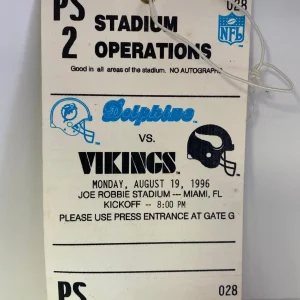 PS 028
2
STADIUM
OPERATIONS
NFL
Good in all areas of the stadium. NO AUTOGRAPHS
Dolphins
VS.
VIKINGS
MONDAY, AUGUST 19, 1996
JOE ROBBIE STADIUM -- MIAMI, FL
KICKOFF -- 8:00 PM
PLEASE USE PRESS ENTRANCE AT GATE G
PS 028